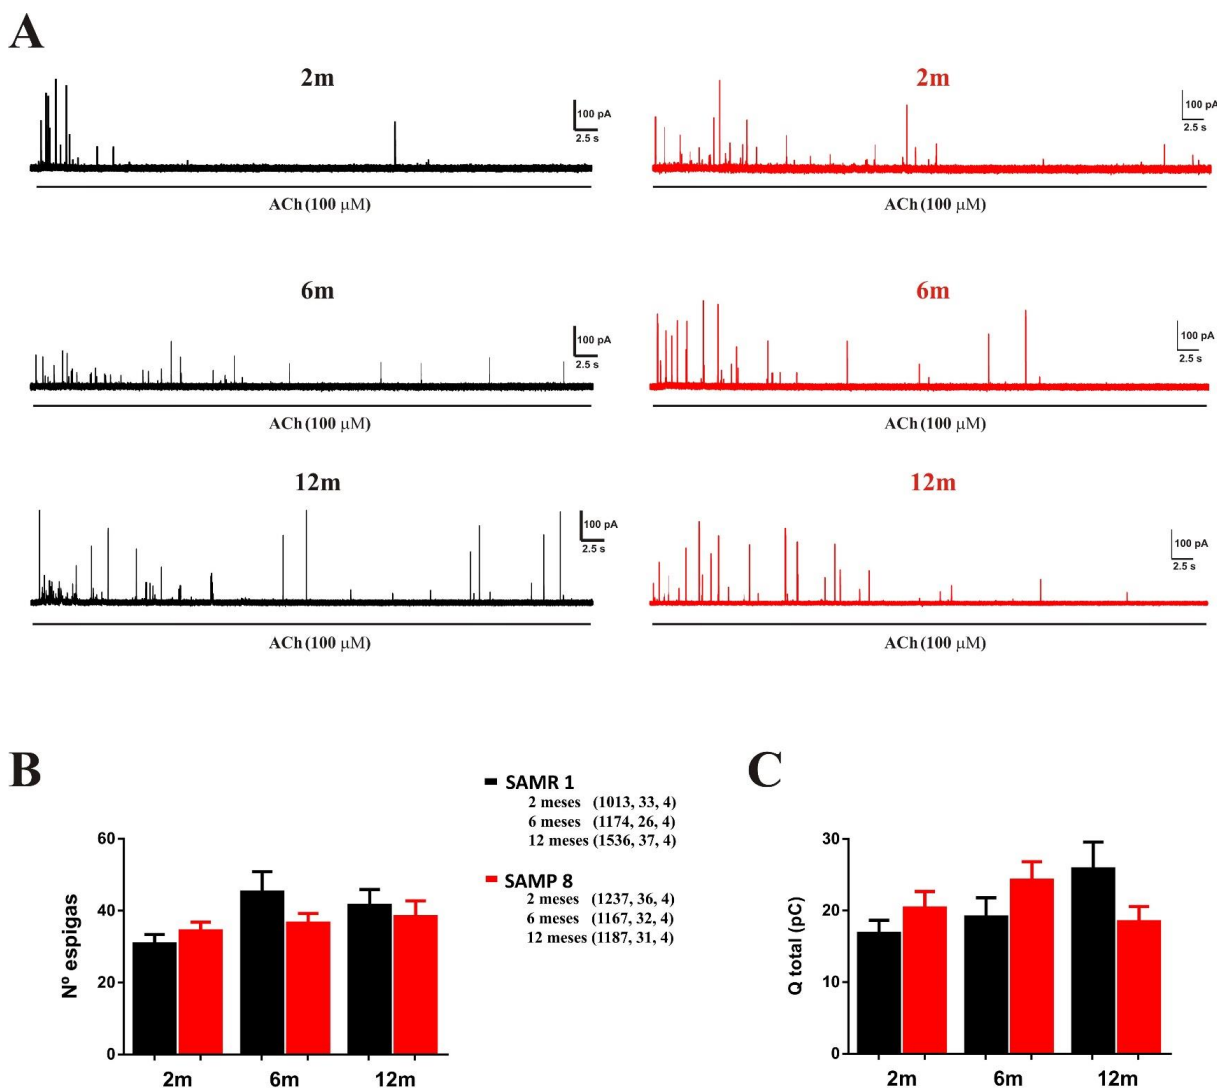 A
2m
100 pA
2.5 s
ACh (100 μM)
2m
100 pA
2.5 s
ACh (100 μM)
6m
100 pA
2.5 s
ACh (100 μM)
6m
100 pA
2.5 s
ACh (100 μM)
12m
100 pA
2.5 s
ACh (100 μM)
12m
100 pA
2.5 s
ACh (100 μM)
B
Nº espigas
60
40
20
0
2m 6m 12m
SAMR 1
2 meses (1013, 33, 4)
6 meses (1174, 26, 4)
12 meses (1536, 37, 4)
SAMP 8
2 meses (1237, 36, 4)
6 meses (1167, 32, 4)
12 meses (1187, 31, 4)
C
Q total (pC)
30
20
10
0
2m 6m 12m